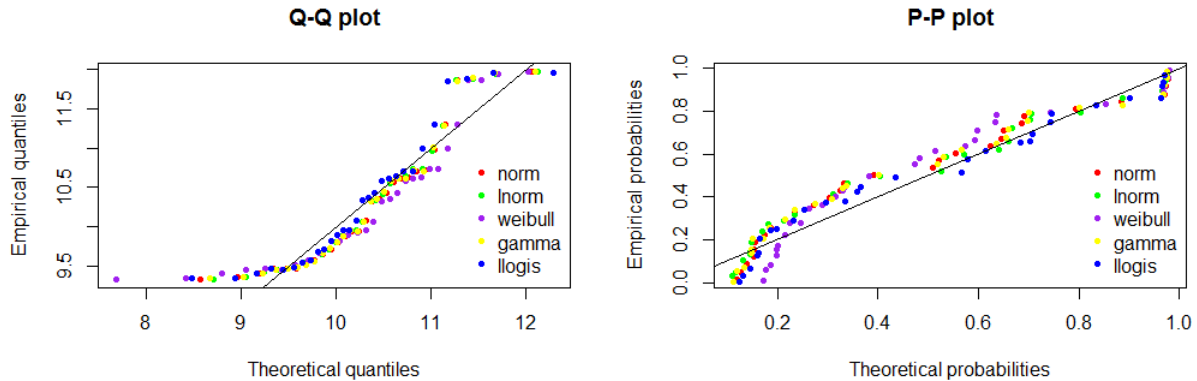 Q-Q plot
Empirical quantiles
11.5
10.5
9.5
8
9
10
11
12
Theoretical quantiles
norm
lnorm
weibull
gamma
llogis
P-P plot
Empirical probabilities
1.0
0.8
0.6
0.4
0.2
0.0
0.2
0.4
0.6
0.8
1.0
Theoretical probabilities
norm
lnorm
weibull
gamma
llogis